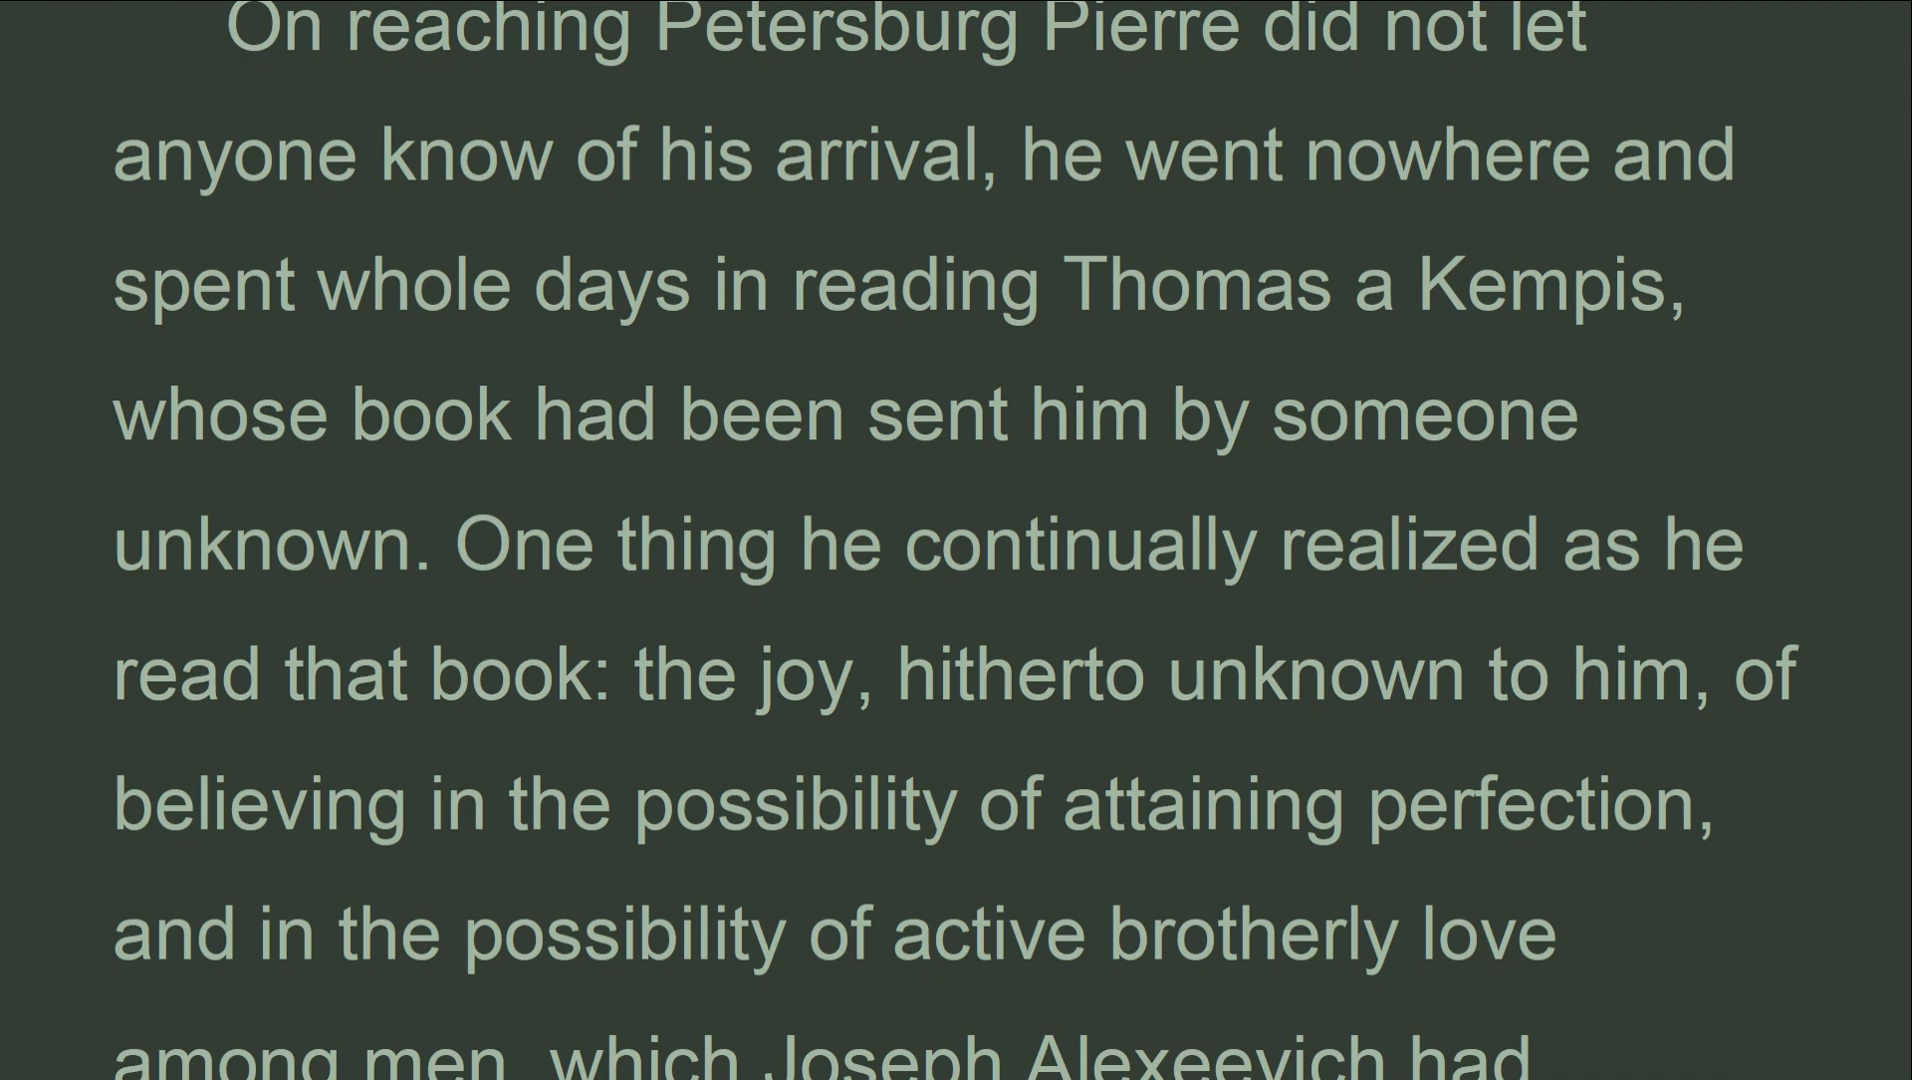 On reaching Petersburg Pierre did not let
anyone know of his arrival, he went nowhere and
spent whole days in reading Thomas a Kempis,
whose book had been sent him by someone
unknown. One thing he continually realized as he
read that book: the joy, hitherto unknown to him, of
believing in the possibility of attaining perfection,
and in the possibility of active brotherly love
among men, which Joseph Alexeevich had